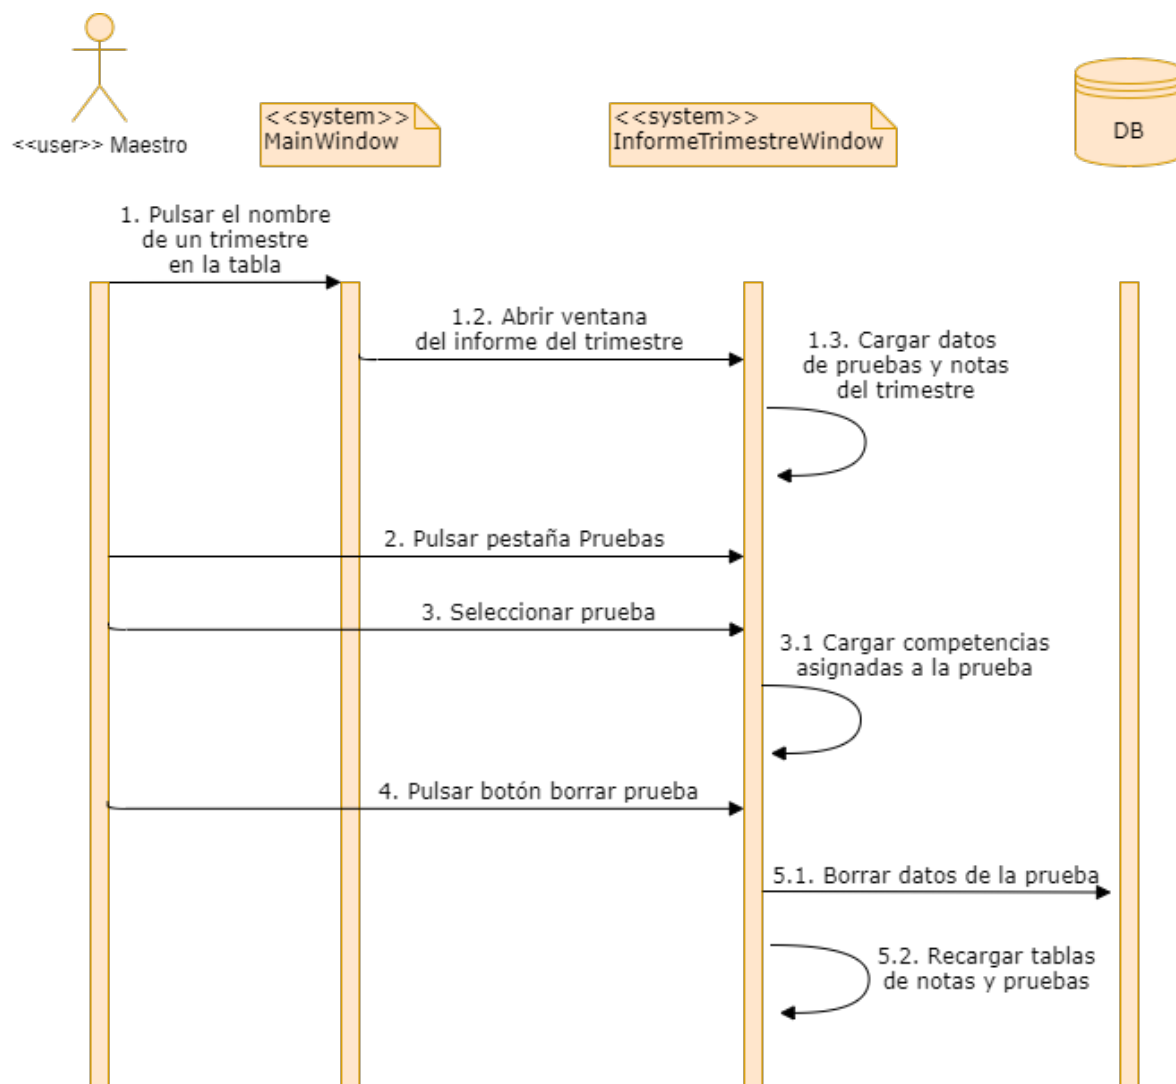 <<user>> Maestro
<<system>>
MainWindow
<<system>>
InformeTrimestreWindow
DB
1. Pulsar el nombre
de un trimestre
en la tabla
1.2. Abrir ventana
del informe del trimestre
1.3. Cargar datos
de pruebas y notas
del trimestre
2. Pulsar pestaña Pruebas
3. Seleccionar prueba
3.1 Cargar competencias
asignadas a la prueba
4. Pulsar botón borrar prueba
5.1. Borrar datos de la prueba
5.2. Recargar tablas
de notas y pruebas